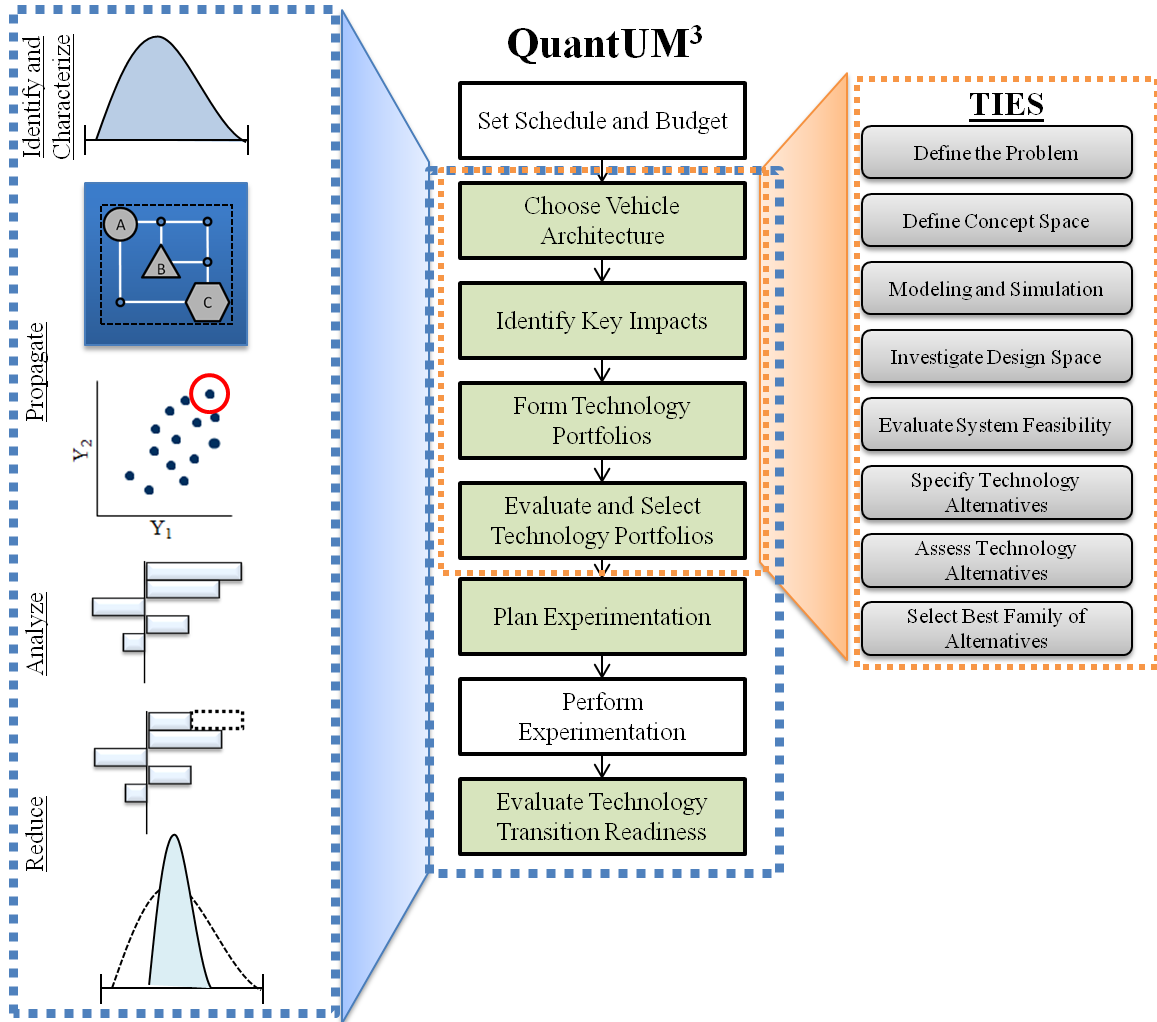 Identify and
Characterize
A
B
C
Propagate
Y2
Y1
Analyze
Reduce
QuantUM³
Set Schedule and Budget
Choose Vehicle
Architecture
Identify Key Impacts
Form Technology
Portfolios
Evaluate and Select
Technology Portfolios
Plan Experimentation
Perform
Experimentation
Evaluate Technology
Transition Readiness
TIES
Define the Problem
Define Concept Space
Modeling and Simulation
Investigate Design Space
Evaluate System Feasibility
Specify Technology
Alternatives
Assess Technology
Alternatives
Select Best Family of
Alternatives